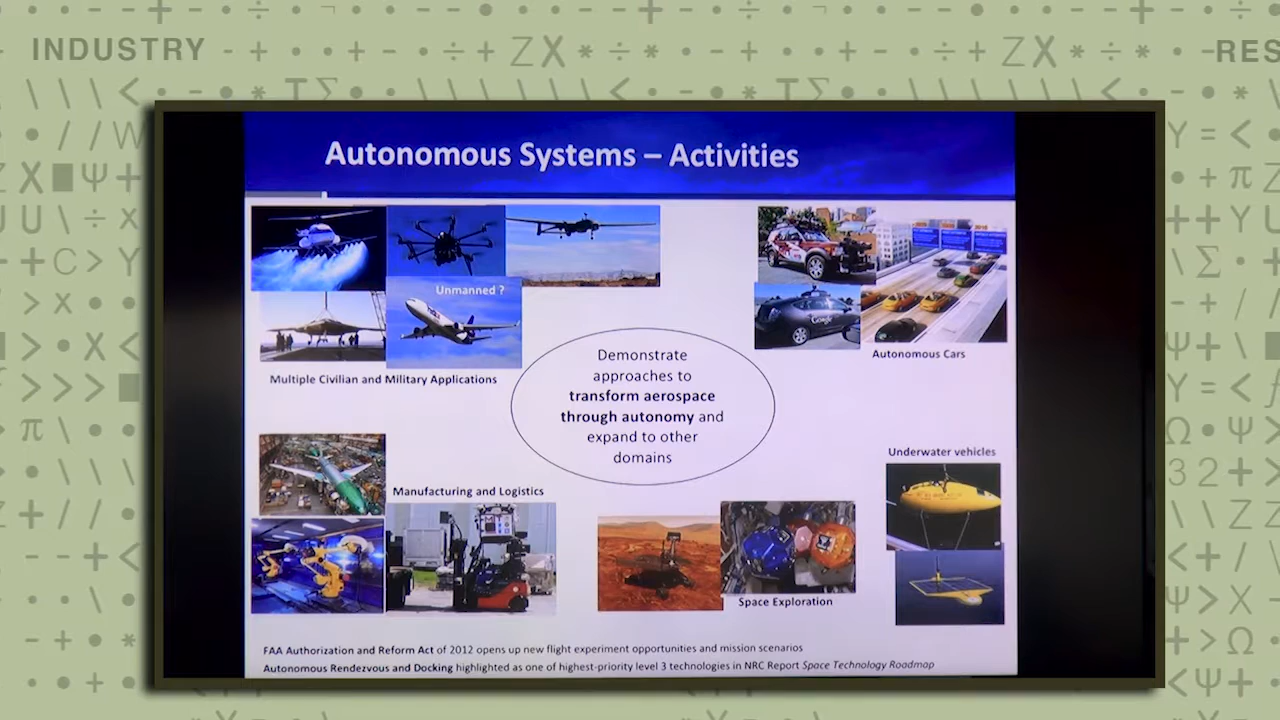 INDUSTRY
RES
Autonomous Systems – Activities
Unmanned ?
Google
Multiple Civilian and Military Applications
Autonomous Cars
Demonstrate
approaches to
transform aerospace
through autonomy and
expand to other
domains
Manufacturing and Logistics
Underwater vehicles
Space Exploration
FAA Authorization and Reform Act of 2012 opens up new flight experiment opportunities and mission scenarios
Autonomous Rendezvous and Docking highlighted as one of highest-priority level 3 technologies in NRC Report Space Technology Roadmap